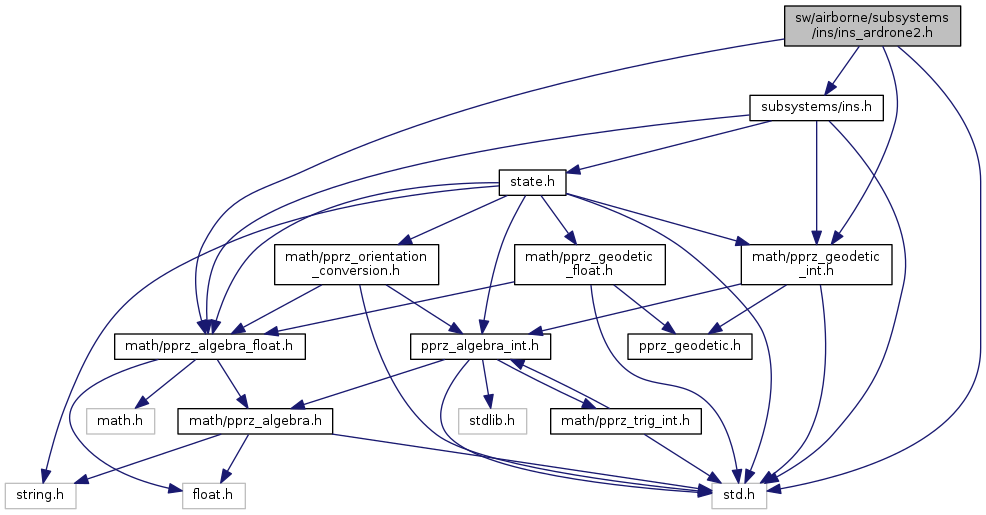 sw/airborne/subsystems
/ins/ins_ardrone2.h
subsystems/ins.h
state.h
math/pprz_orientation
_conversion.h
math/pprz_geodetic
_float.h
math/pprz_geodetic
_int.h
math/pprz_algebra_float.h
pprz_algebra_int.h
pprz_geodetic.h
math.h
math/pprz_algebra.h
stdlib.h
math/pprz_trig_int.h
string.h
float.h
std.h